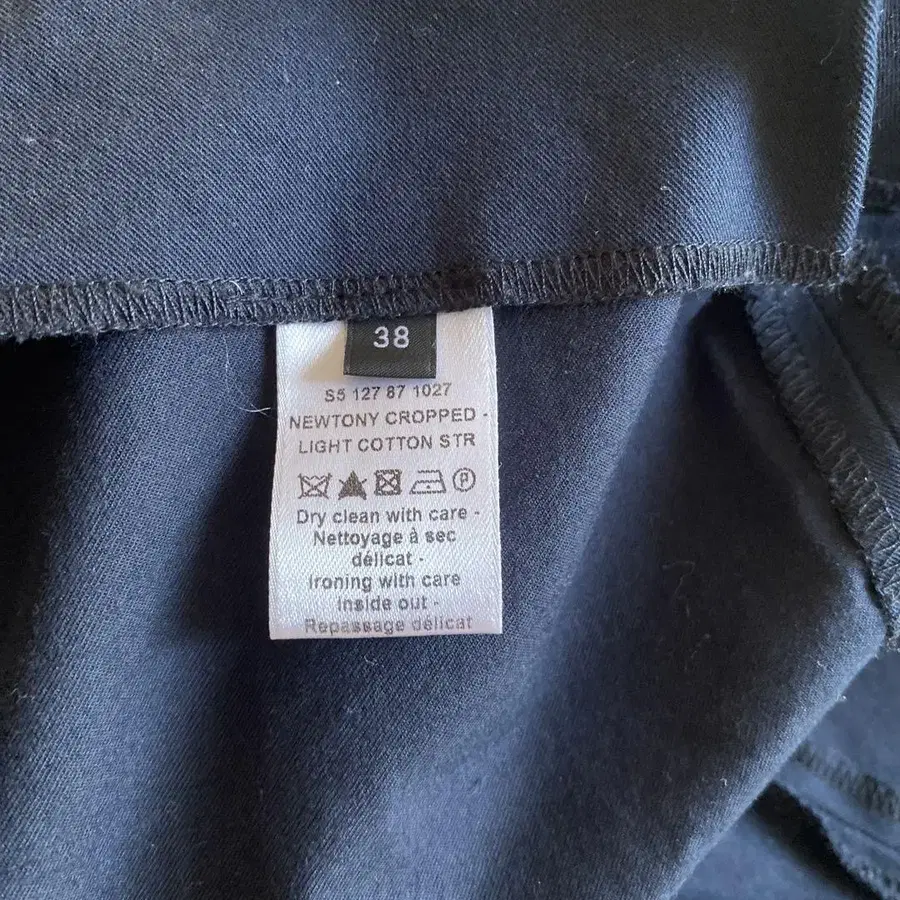 38
S5 127 87 1027
NEWTONY CROPPED -
LIGHT COTTON STR
P
Dry clean with care -
Nettoyage à sec
délicat -
Ironing with care
inside out -
Repassage délicat